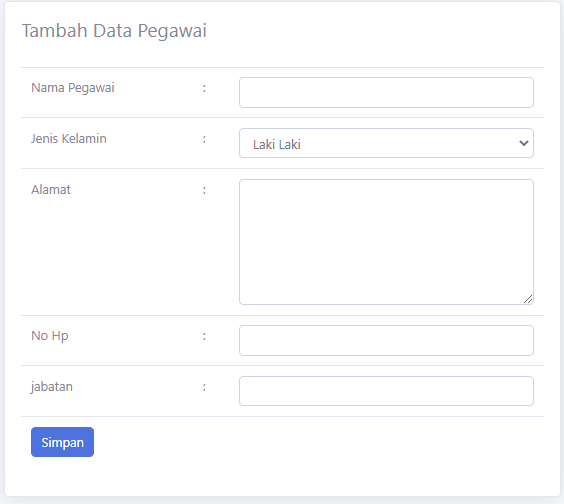 Tambah Data Pegawai
Nama Pegawai :
Jenis Kelamin : Laki Laki
Alamat :
No Hp :
jabatan :
Simpan